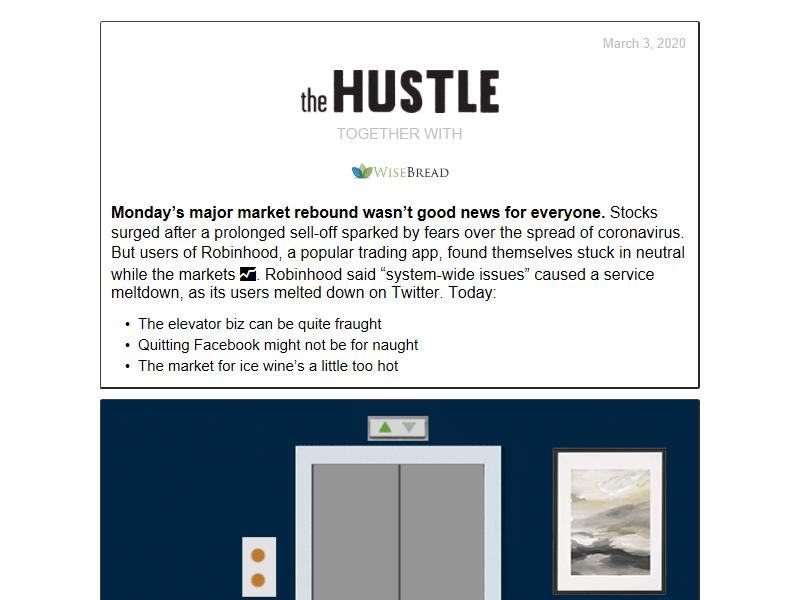 March 3, 2020
the HUSTLE
TOGETHER WITH
WISEBREAD
Monday's major market rebound wasn't good news for everyone. Stocks
surged after a prolonged sell-off sparked by fears over the spread of coronavirus.
But users of Robinhood, a popular trading app, found themselves stuck in neutral
while the markets . Robinhood said “system-wide issues” caused a service
meltdown, as its users melted down on Twitter. Today:
• The elevator biz can be quite fraught
• Quitting Facebook might not be for naught
• The market for ice wine's a little too hot